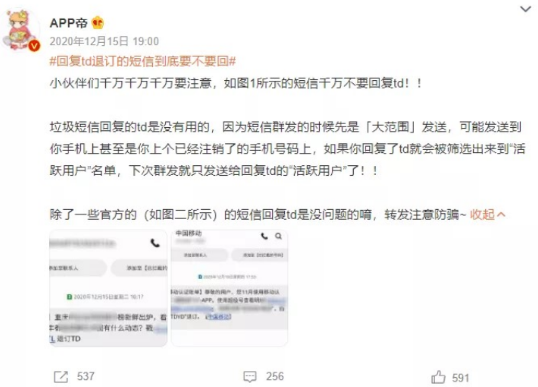 APP帝
2020年12月15日 19:00
#回复td退订的短信到底要不要回#
小伙伴们千万千万千万要注意，如图1所示的短信千万不要回复td！！
垃圾短信回复的td是没有用的，因为短信群发的时候先是「大范围」发送，可能发送到
你手机上甚至是你上个已经注销了的手机号码上，如果你回复了td就会被筛选出来到“活
跃用户”名单，下次群发就只发送给回复td的“活跃用户”了！！
除了一些官方的（如图二所示）的短信回复td是没问题的唷，转发注意防骗~ 收起
中国移动
没有什么动态？戳
退订TD
537
256
591